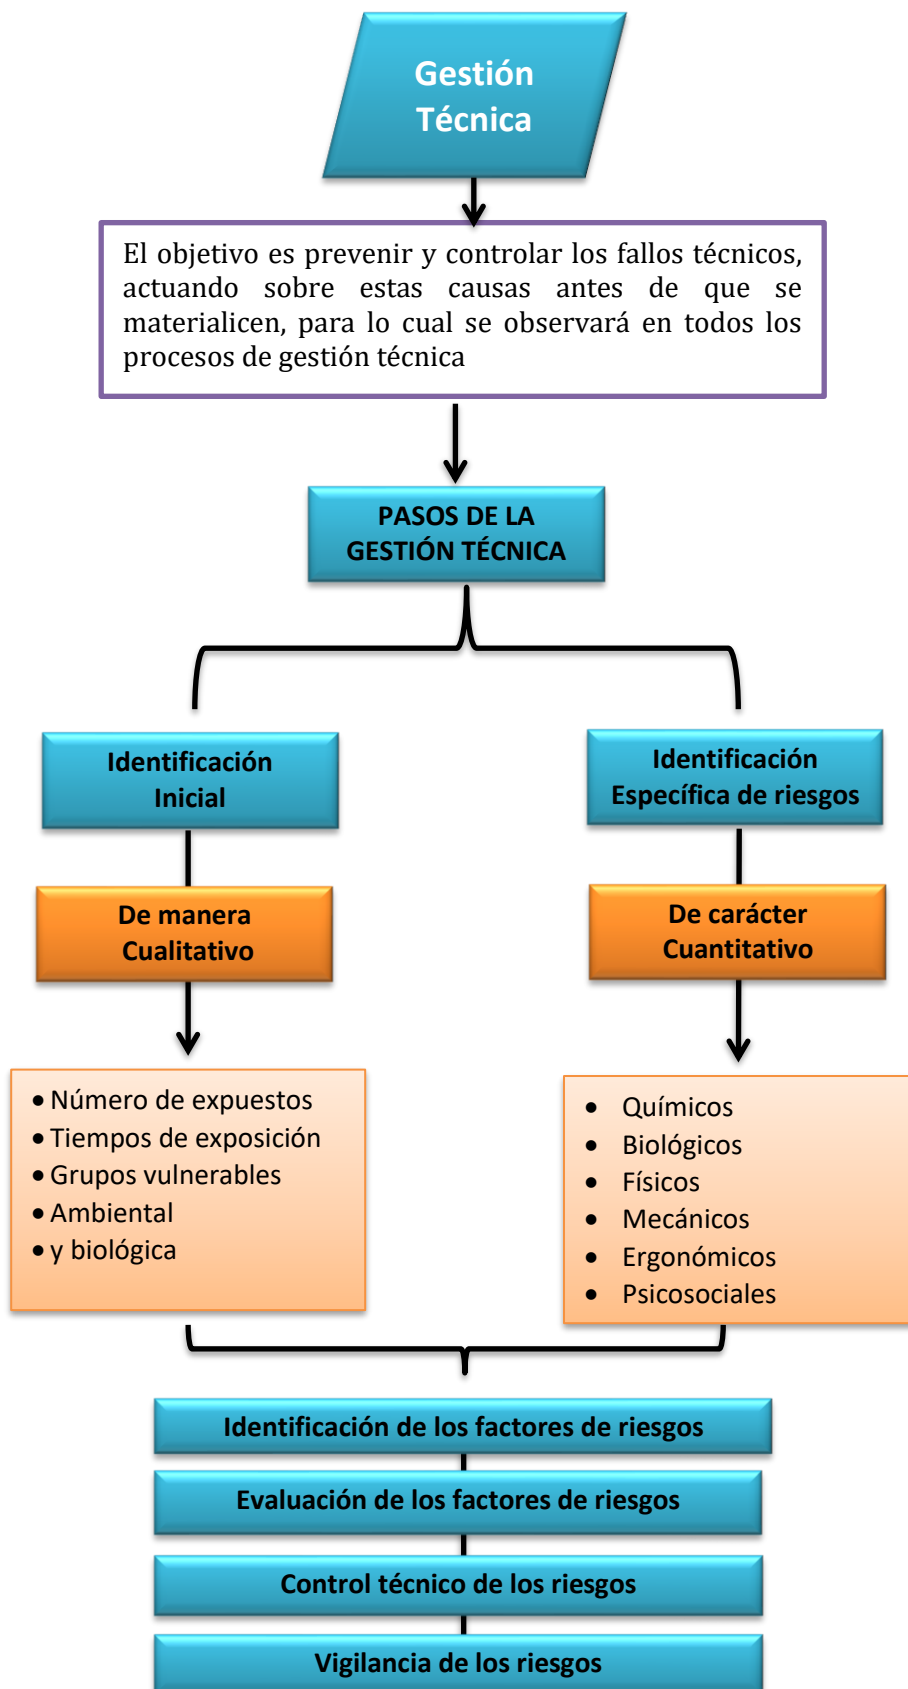 Gestión
Técnica
El objetivo es prevenir y controlar los fallos técnicos,
actuando sobre estas causas antes de que se
materialicen, para lo cual se observará en todos los
procesos de gestión técnica
PASOS DE LA
GESTIÓN TÉCNICA
Identificación
Inicial
Identificación
Específica de riesgos
De manera
Cualitativo
De carácter
Cuantitativo
• Número de expuestos
• Tiempos de exposición
• Grupos vulnerables
• Ambiental
• y biológica
• Químicos
• Biológicos
• Físicos
• Mecánicos
• Ergonómicos
• Psicosociales
Identificación de los factores de riesgos
Evaluación de los factores de riesgos
Control técnico de los riesgos
Vigilancia de los riesgos